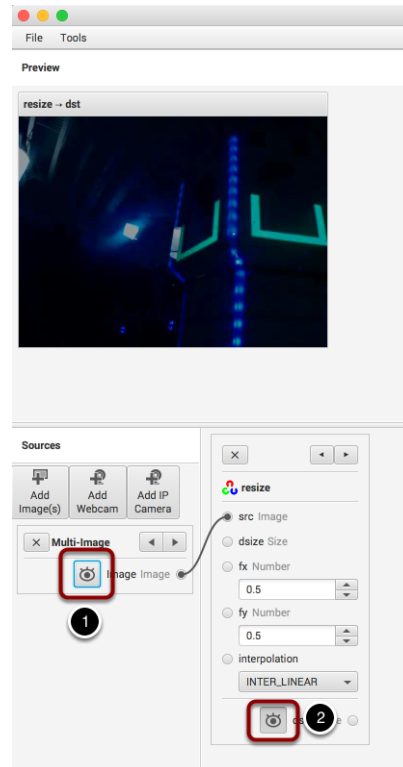 File Tools
Preview
resize → dst
Sources
Add Image(s)
Add Webcam
Add IP Camera
Multi-Image
Image Image
1
resize
src Image
dsize Size
fx Number
0.5
fy Number
0.5
interpolation
INTER_LINEAR
2